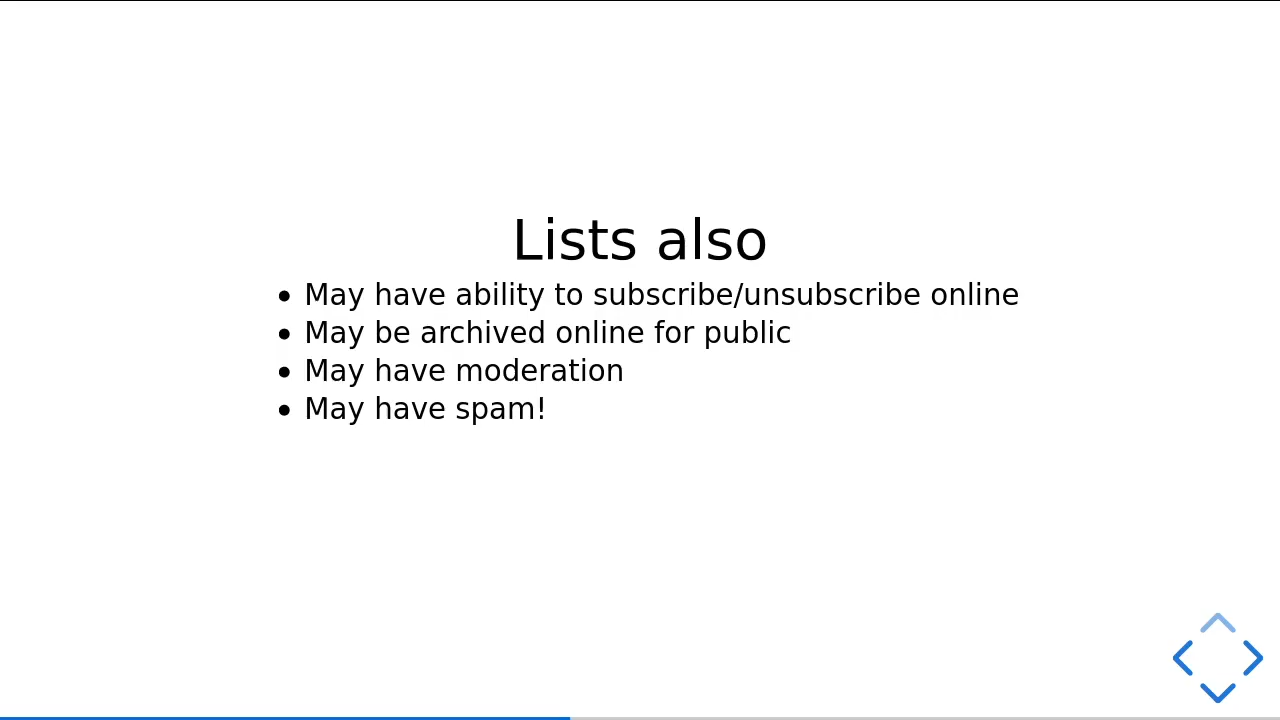 Lists also
• May have ability to subscribe/unsubscribe online
• May be archived online for public
• May have moderation
• May have spam!